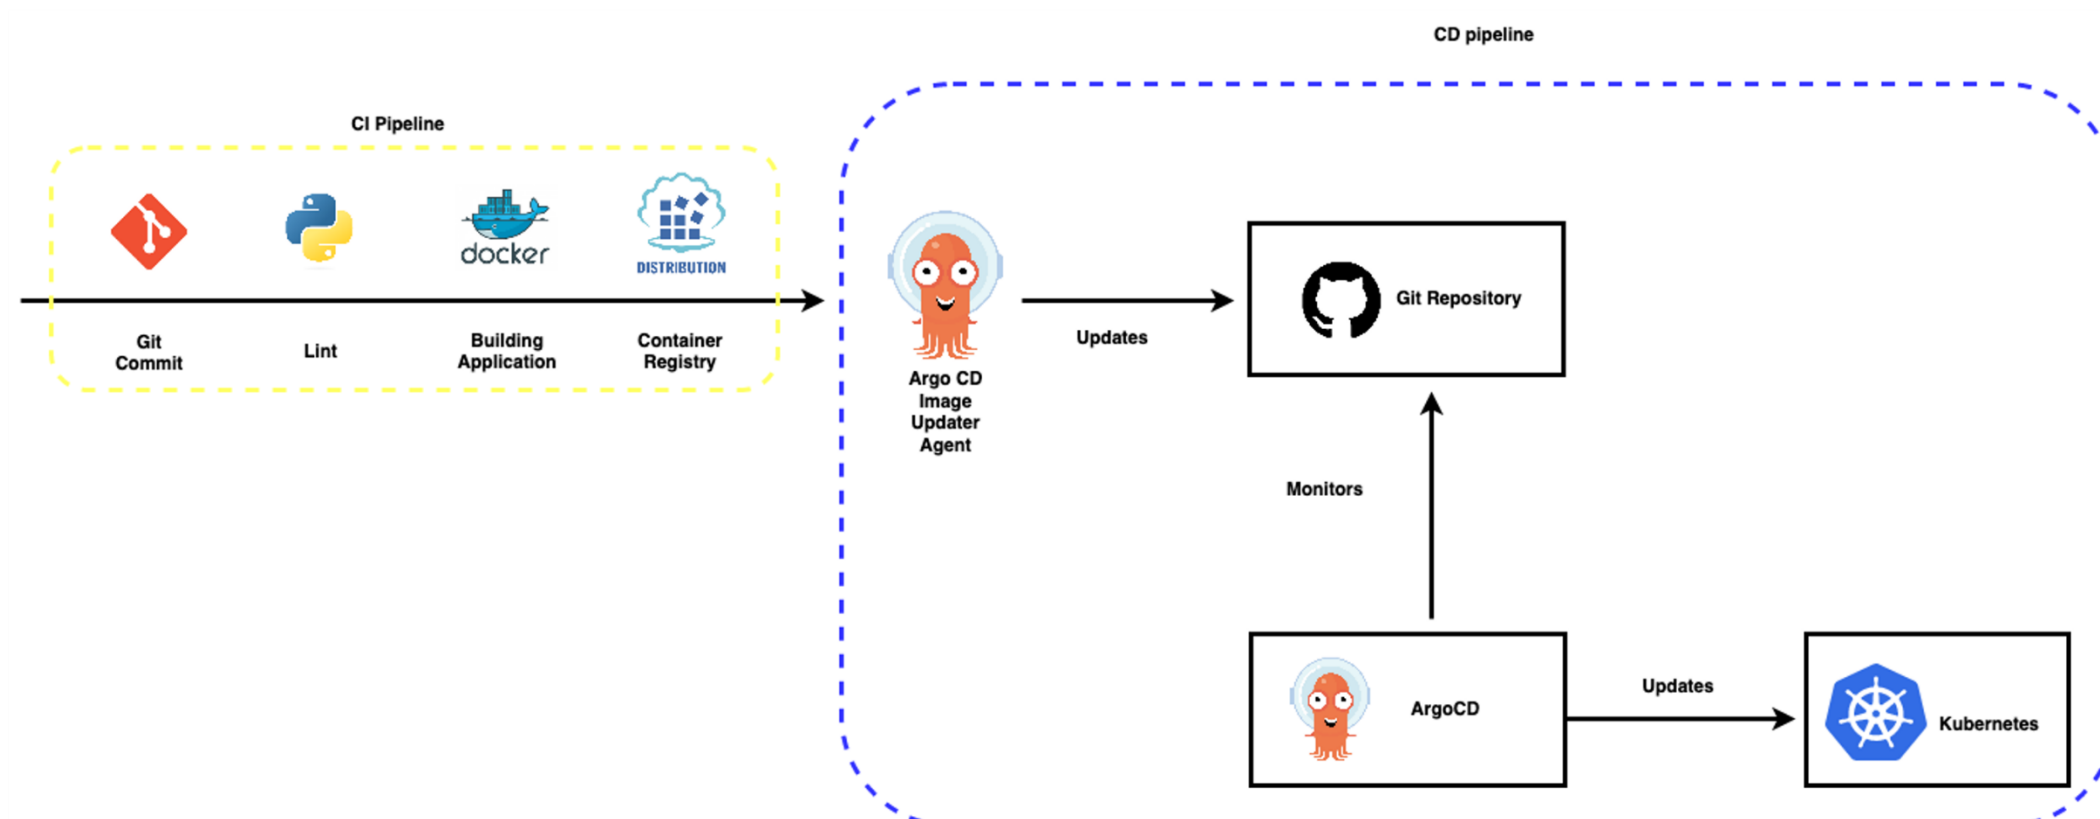 CD pipeline
CI Pipeline
docker
DISTRIBUTION
Git
Commit
Lint
Building
Application
Container
Registry
Argo CD
Image
Updater
Agent
Updates
Git Repository
Monitors
ArgoCD
Updates
Kubernetes